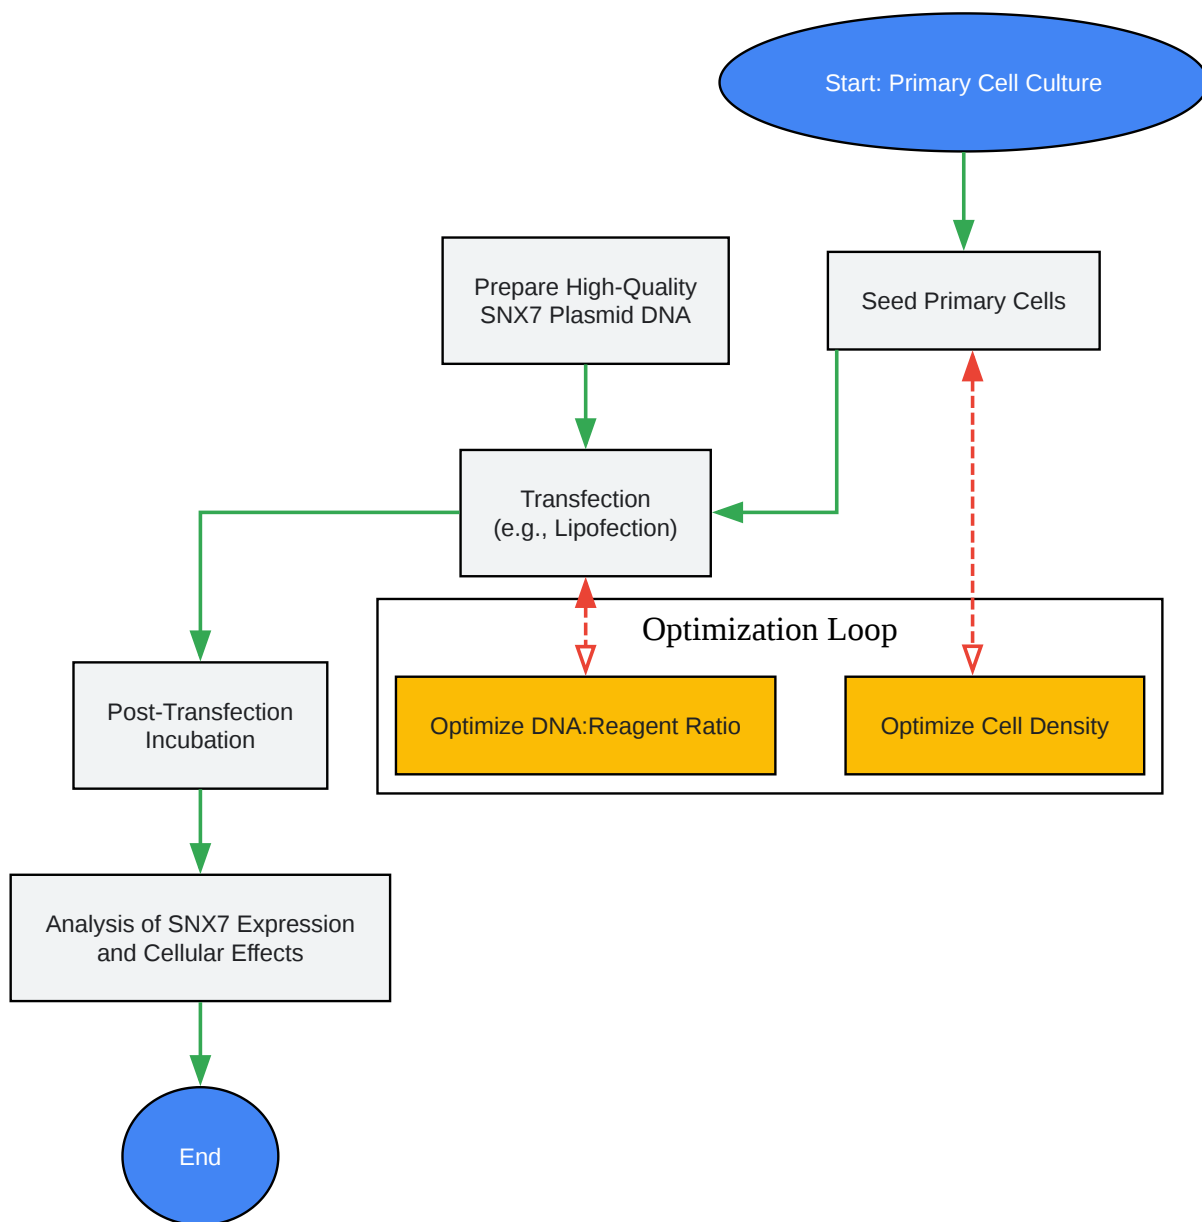 Start: Primary Cell Culture
Prepare High-Quality
SNX7 Plasmid DNA
Seed Primary Cells
Transfection
(e.g., Lipofection)
Optimization Loop
Post-Transfection
Incubation
Optimize DNA:Reagent Ratio
Optimize Cell Density
Analysis of SNX7 Expression
and Cellular Effects
End